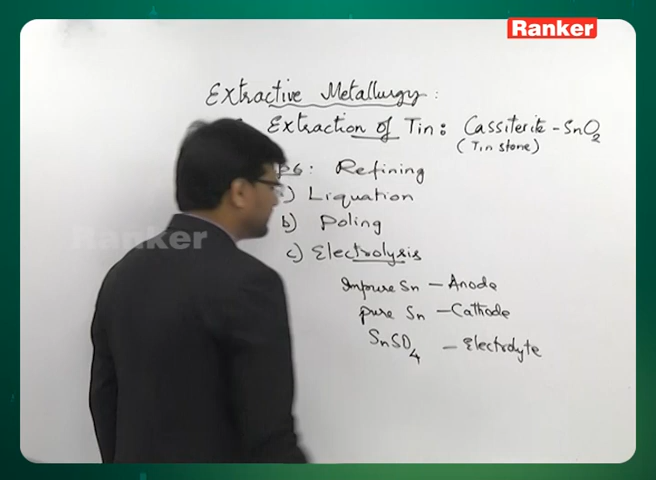 Ranker
Extractive Metallurgy :
Extraction of Tin : Cassiterite - SnO2
(Tin stone)
p6 : Refining
) Liquation
b) Poling
Ranker
c) Electrolysis
Impure Sn - Anode
pure Sn - Cathode
SnSO4 - Electrolyte